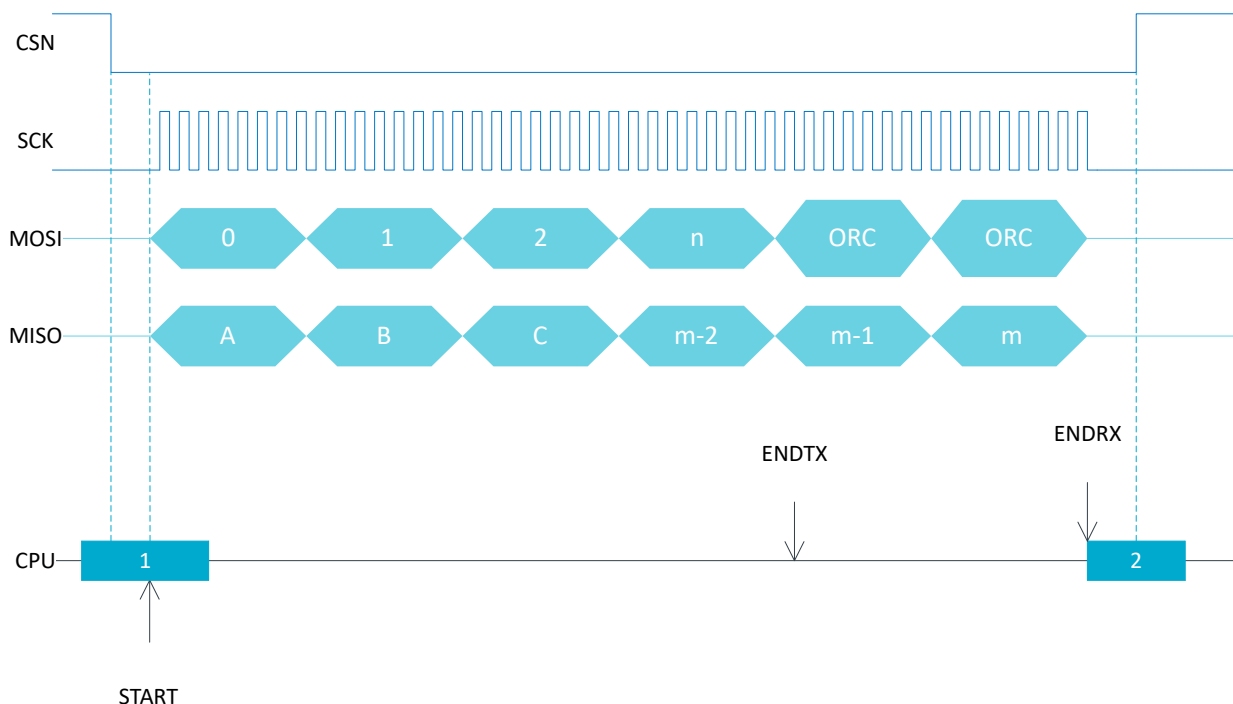 CSN
SCK
MOSI 0 1 2 n ORC ORC
MISO A B C m-2 m-1 m
ENDRX
ENDTX
CPU 1 2
START